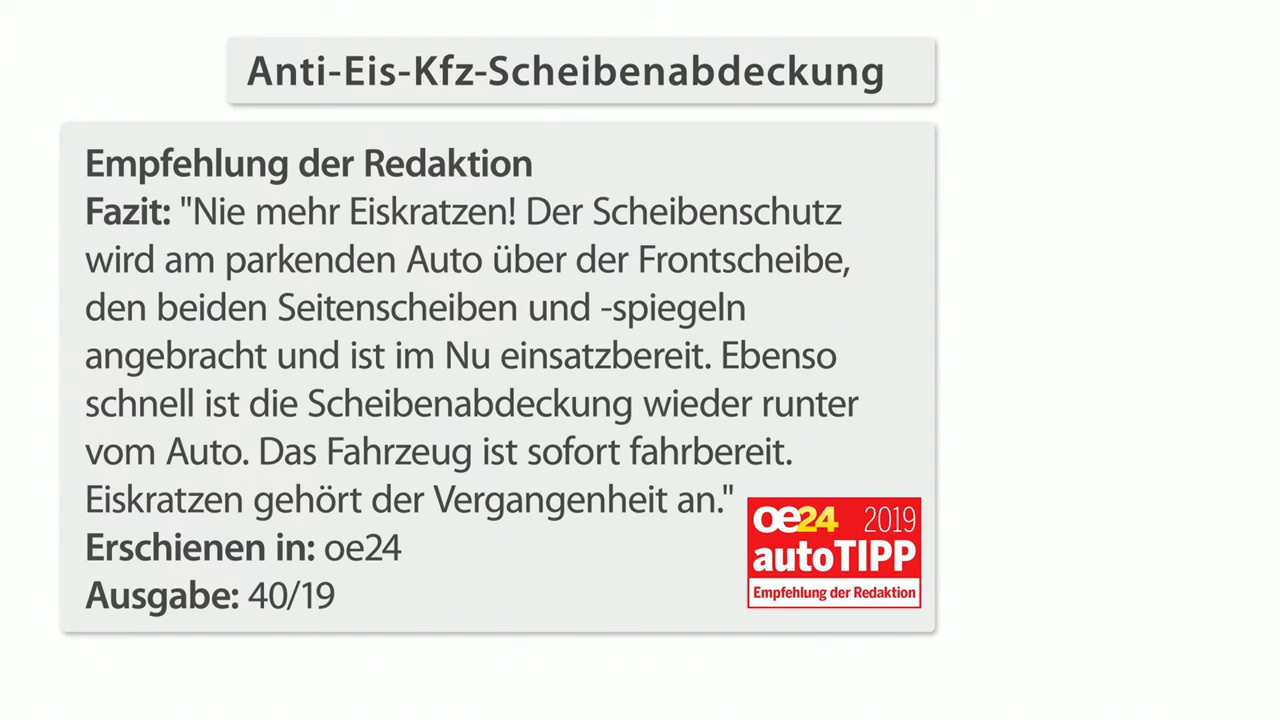 Anti-Eis-Kfz-Scheibenabdeckung
Empfehlung der Redaktion
Fazit: "Nie mehr Eiskratzen! Der Scheibenschutz
wird am parkenden Auto über der Frontscheibe,
den beiden Seitenscheiben und -spiegeln
angebracht und ist im Nu einsatzbereit. Ebenso
schnell ist die Scheibenabdeckung wieder runter
vom Auto. Das Fahrzeug ist sofort fahrbereit.
Eiskratzen gehört der Vergangenheit an."
Erschienen in: oe24
Ausgabe: 40/19
oe24 2019
autoTIPP
Empfehlung der Redaktion